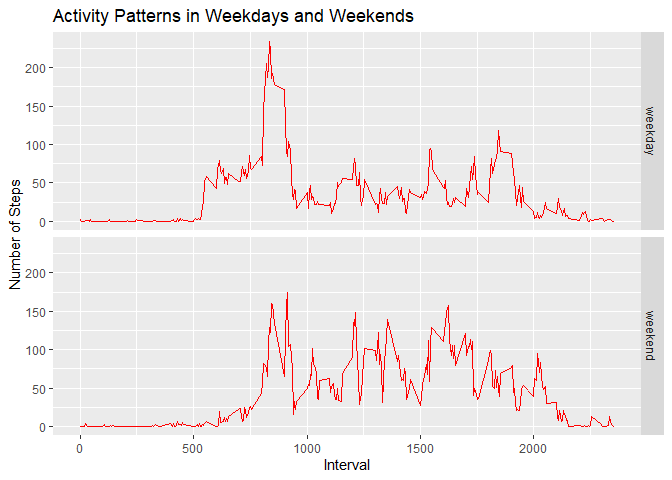 Activity Patterns in Weekdays and Weekends
Number of Steps
200
150
100
50
0
weekday
200
150
100
50
0
weekend
0 500 1000 1500 2000
Interval